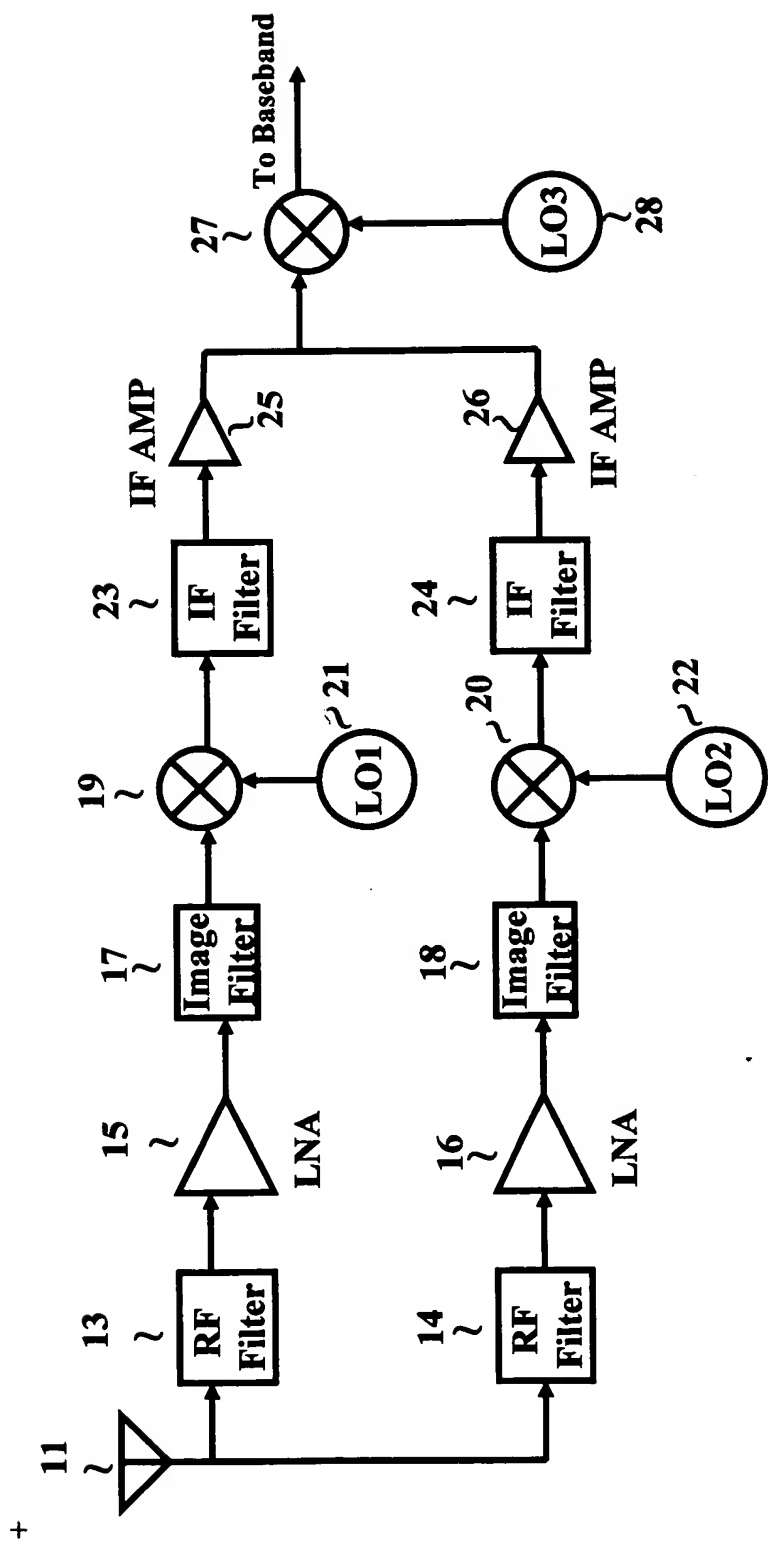 11
13
RF
Filter
15
LNA
17
Image
Filter
19
LO1
21
23
IF
Filter
IF AMP
25
27
To Baseband
LO3
28
14
RF
Filter
16
LNA
18
Image
Filter
20
LO2
22
24
IF
Filter
26
IF AMP
+